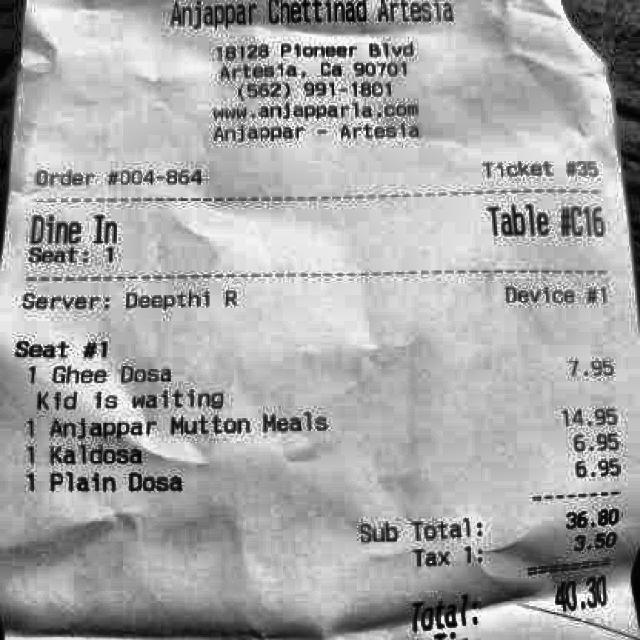 Anjappar Chettinad Artesia
18128 Pioneer Blvd
Artesia, Ca 90701
(562) 991-1801
www.anjapparla.com
Anjappar - Artesia
Order #004-864 Ticket #35
Dine In Table #C16
Seat: 1
Server: Deepthi R Device #1
Seat #1
1 Ghee Dosa 7.95
Kid is waiting
1 Anjappar Mutton Meals 14.95
1 Kaldosa 6.95
1 Plain Dosa 6.95
Sub Total: 36.80
Tax 1: 3.50
Total: 40.30